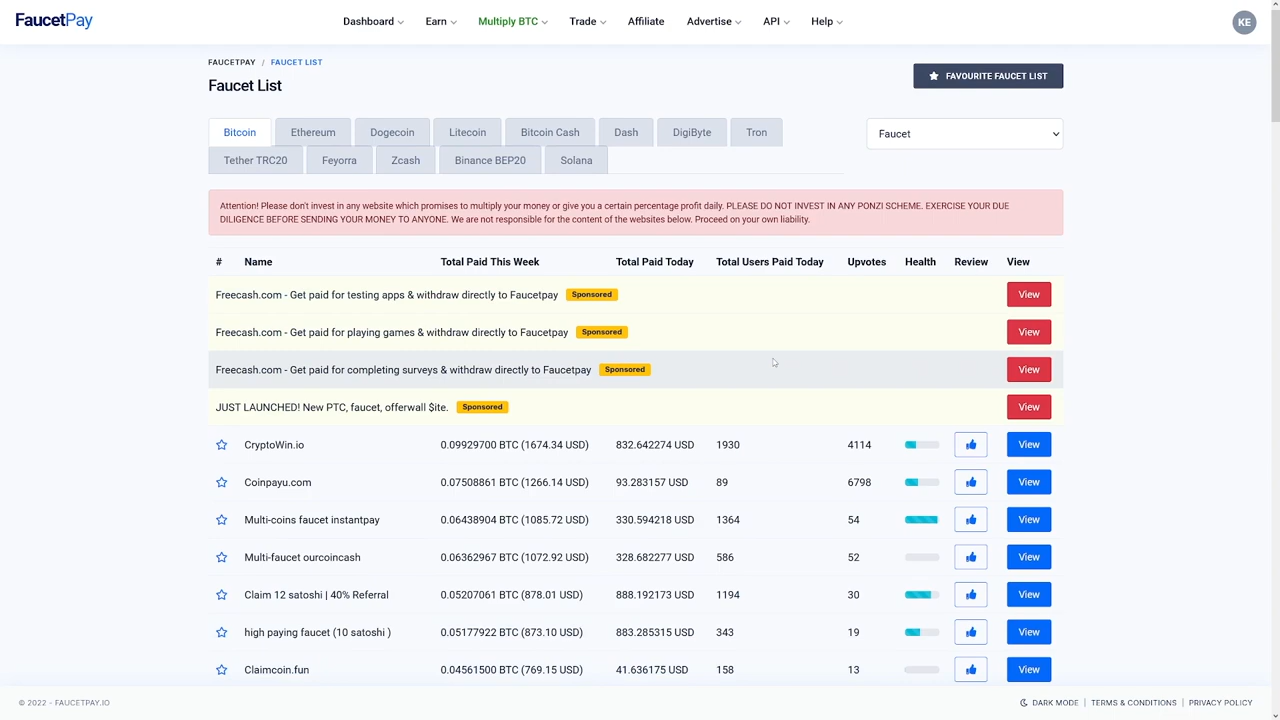 FaucetPay
Dashboard Earn Multiply BTC Trade Affiliate Advertise API Help KE
FAUCETPAY / FAUCET LIST
Faucet List
FAVOURITE FAUCET LIST
Bitcoin Ethereum Dogecoin Litecoin Bitcoin Cash Dash DigiByte Tron
Tether TRC20 Feyorra Zcash Binance BEP20 Solana
Faucet
Attention! Please don't invest in any website which promises to multiply your money or give you a certain percentage profit daily. PLEASE DO NOT INVEST IN ANY PONZI SCHEME. EXERCISE YOUR DUE
DILIGENCE BEFORE SENDING YOUR MONEY TO ANYONE. We are not responsible for the content of the websites below. Proceed on your own liability.
# Name Total Paid This Week Total Paid Today Total Users Paid Today Upvotes Health Review View
Freecash.com - Get paid for testing apps & withdraw directly to Faucetpay Sponsored View
Freecash.com - Get paid for playing games & withdraw directly to Faucetpay Sponsored View
Freecash.com - Get paid for completing surveys & withdraw directly to Faucetpay Sponsored View
JUST LAUNCHED! New PTC, faucet, offerwall $ite. Sponsored View
CryptoWin.io 0.09929700 BTC (1674.34 USD) 832.642274 USD 1930 4114 View
Coinpayu.com 0.07508861 BTC (1266.14 USD) 93.283157 USD 89 6798 View
Multi-coins faucet instantpay 0.06438904 BTC (1085.72 USD) 330.594218 USD 1364 54 View
Multi-faucet ourcoincash 0.06362967 BTC (1072.92 USD) 328.682277 USD 586 52 View
Claim 12 satoshi | 40% Referral 0.05207061 BTC (878.01 USD) 888.192173 USD 1194 30 View
high paying faucet (10 satoshi ) 0.05177922 BTC (873.10 USD) 883.285315 USD 343 19 View
Claimcoin.fun 0.04561500 BTC (769.15 USD) 41.636175 USD 158 13 View
© 2022 - FAUCETPAY.IO DARK MODE | TERMS & CONDITIONS | PRIVACY POLICY